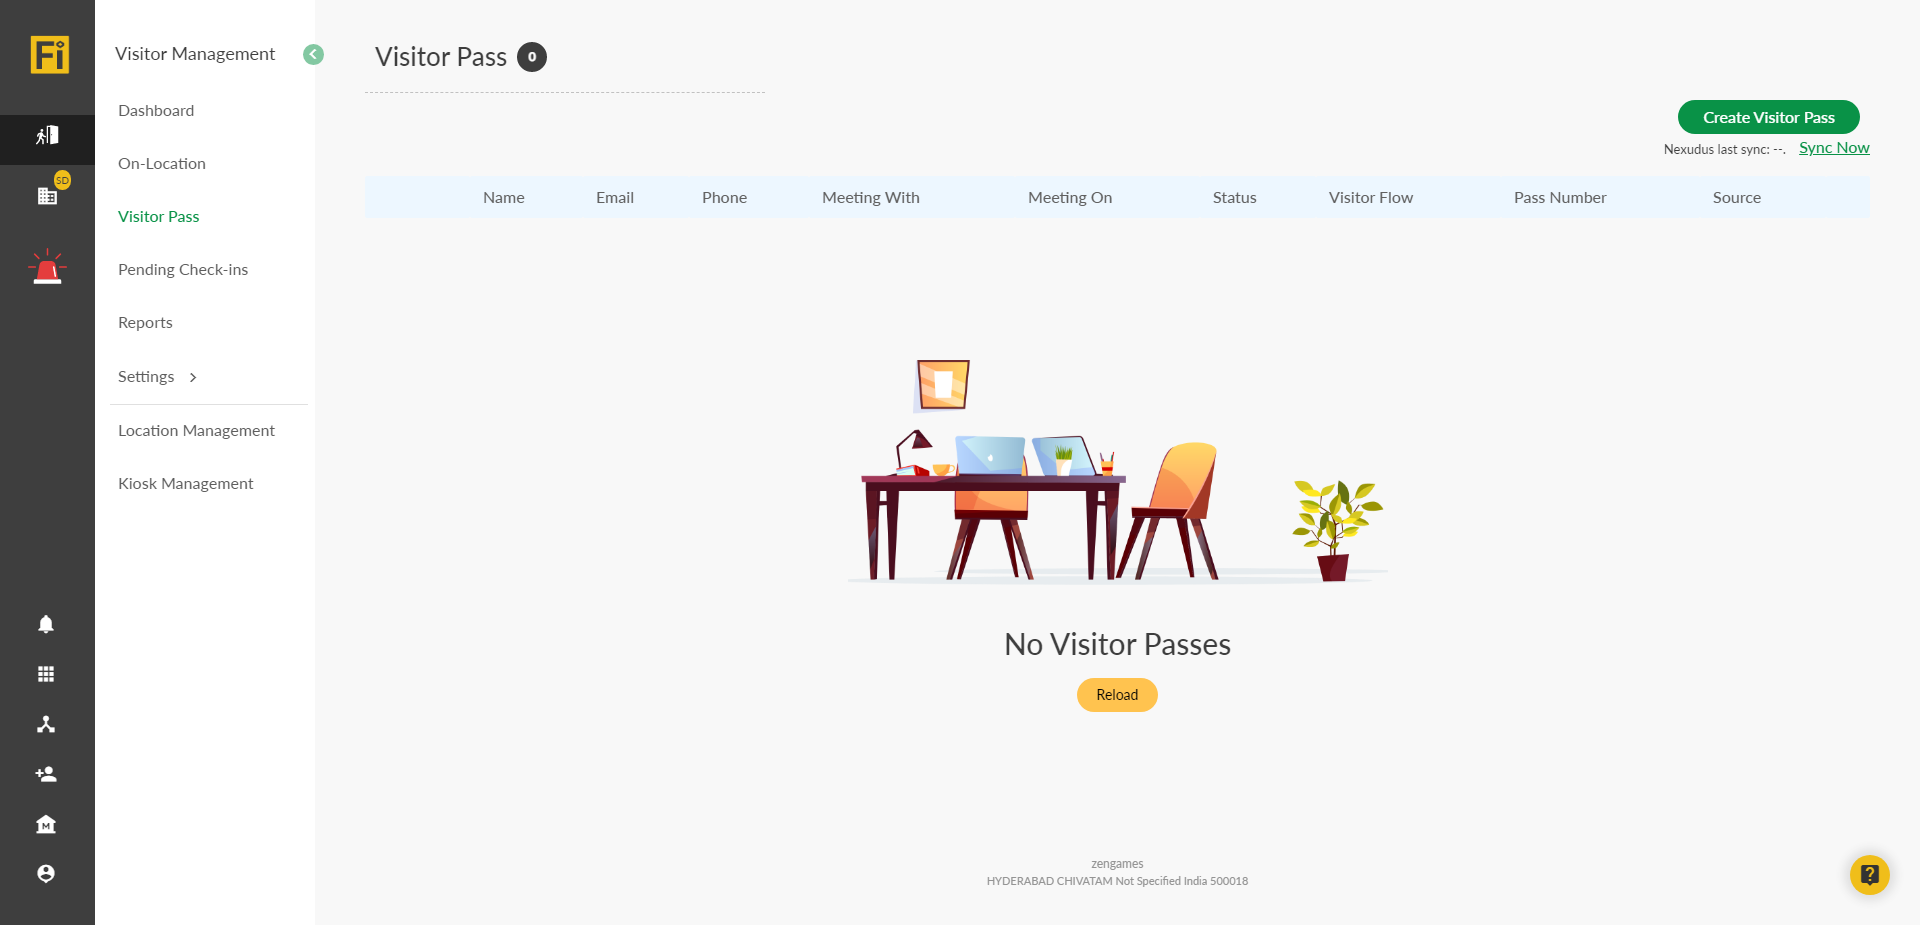 Fi
Visitor Management
Visitor Pass 0
Dashboard
Create Visitor Pass
Nexudus last sync: --. Sync Now
On-Location
SD
Name Email Phone Meeting With Meeting On Status Visitor Flow Pass Number Source
Visitor Pass
Pending Check-ins
Reports
Settings
Location Management
Kiosk Management
No Visitor Passes
Reload
M
zengames
HYDERABAD CHIVATAM Not Specified India 500018
?